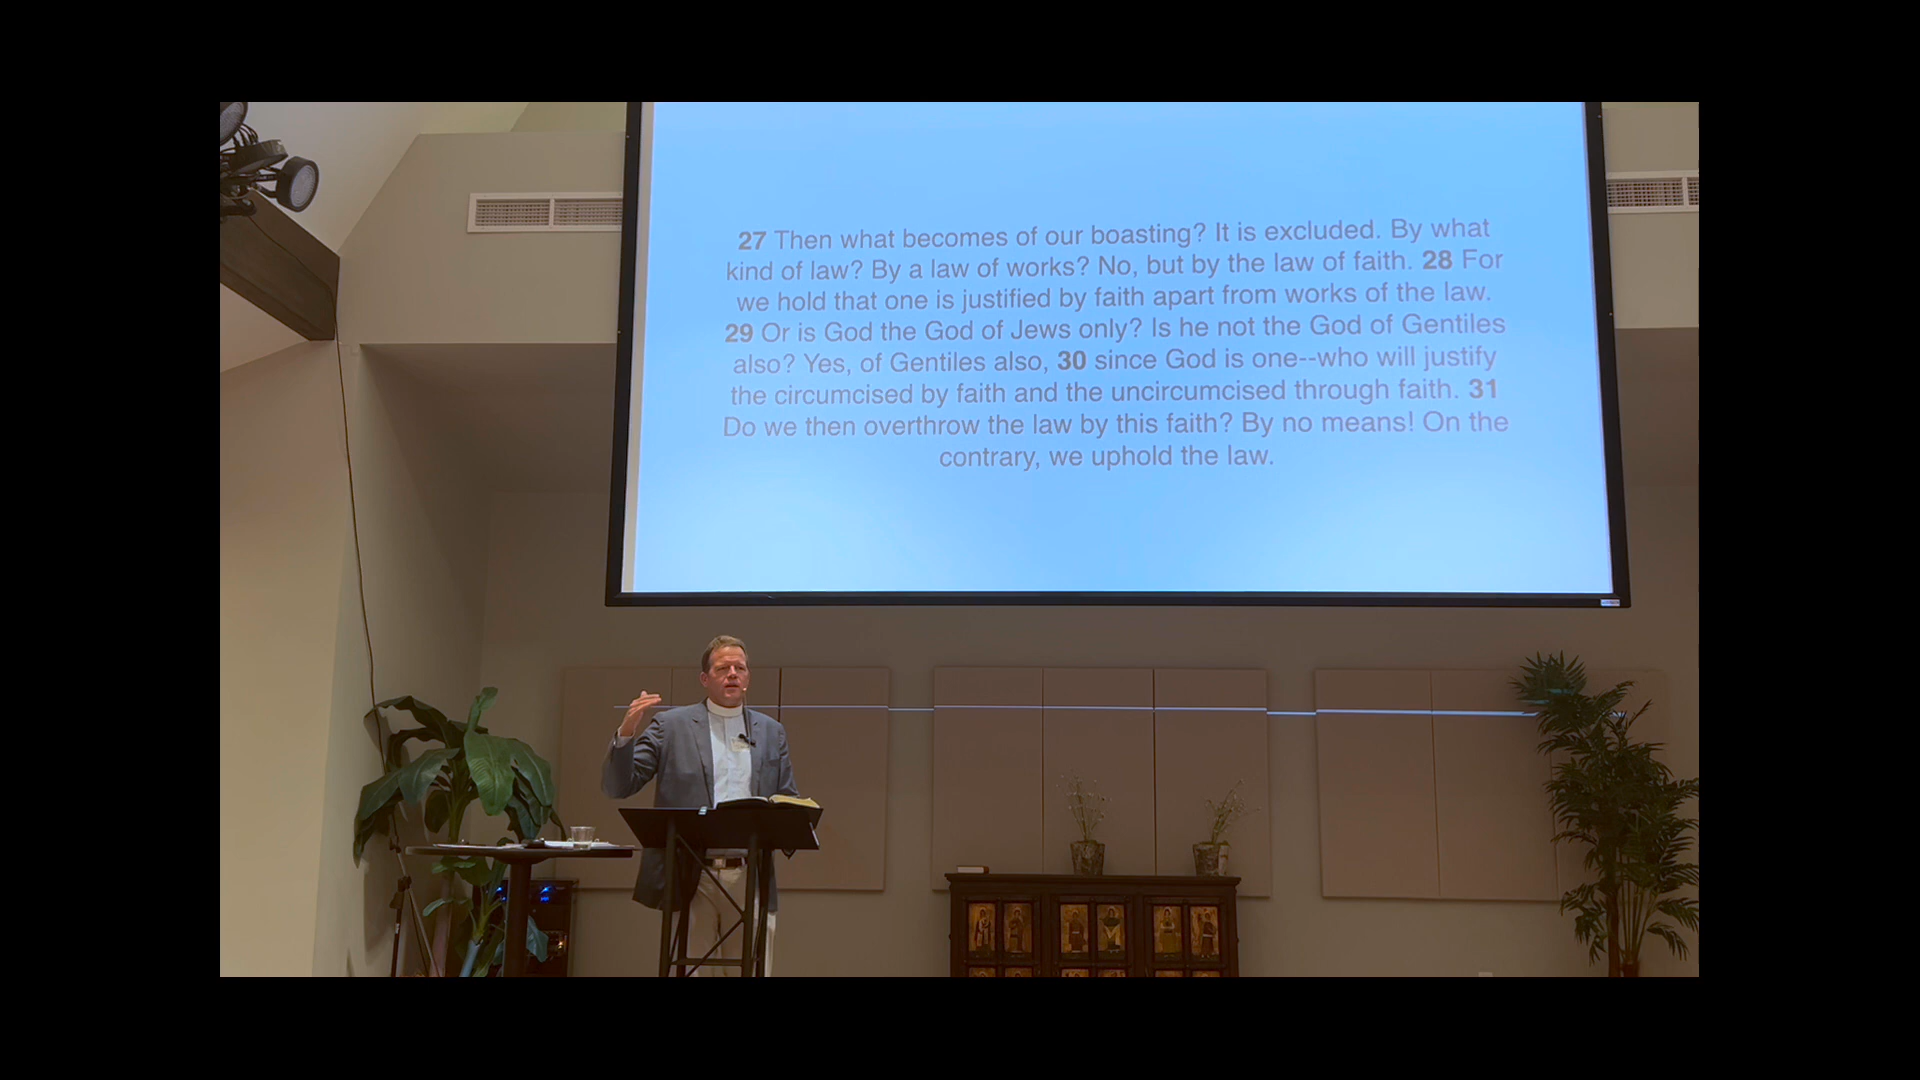 27 Then what becomes of our boasting? It is excluded. By what
kind of law? By a law of works? No, but by the law of faith. 28 For
we hold that one is justified by faith apart from works of the law.
29 Or is God the God of Jews only? Is he not the God of Gentiles
also? Yes, of Gentiles also, 30 since God is one--who will justify
the circumcised by faith and the uncircumcised through faith. 31
Do we then overthrow the law by this faith? By no means! On the
contrary, we uphold the law.